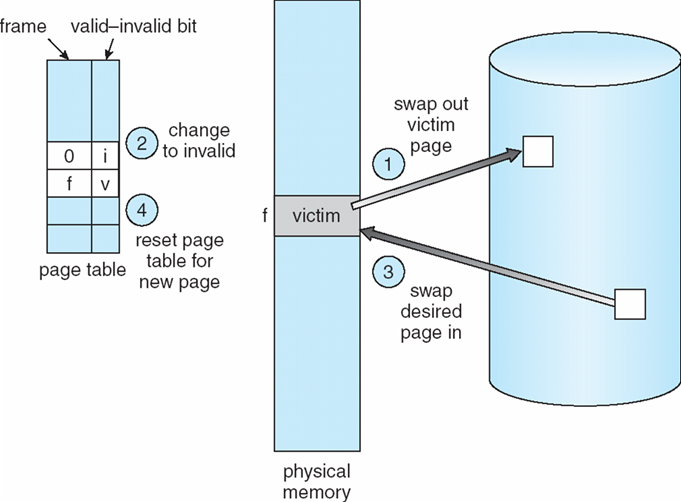 frame
valid–invalid bit
0
i
f
v
2
change
to invalid
4
reset page
table for
new page
page table
f
victim
physical
memory
swap out
victim
page
1
3
swap
desired
page in